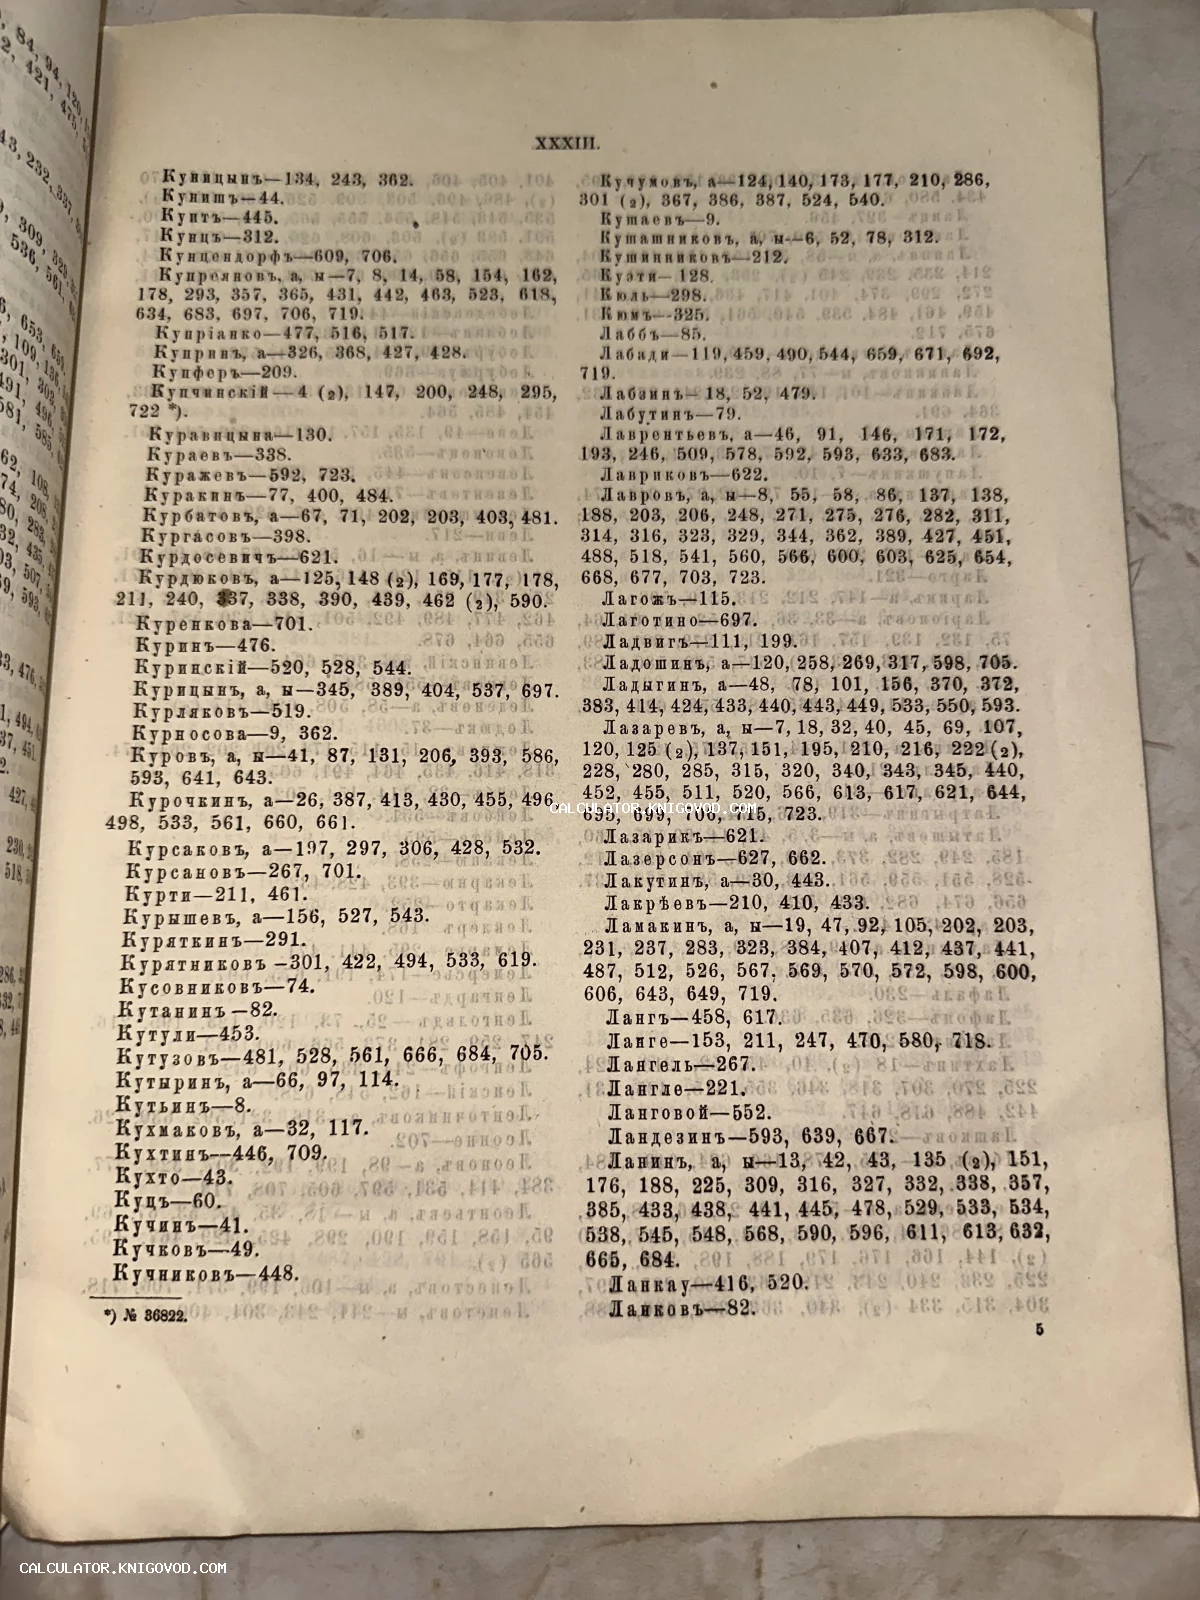 XXXIII.
Куницынъ—134, 243, 362.
Кунишъ—44.
Кунтъ—445.
Кунцъ—312.
Кунцендорфъ—609, 706.
Купреяновъ, а, ы—7, 8, 14, 58, 154, 162,
178, 293, 357, 365, 431, 442, 463, 523, 618,
634, 683, 697, 706, 719.
Купріанко—477, 516, 517.
Купринъ, а—326, 368, 427, 428.
Купферъ—209.
Купчинскій—4 (2), 147, 200, 248, 295,
722 *).
Куравицына—130.
Кураевъ—338.
Куражевъ—592, 723.
Куракинъ—77, 400, 484.
Курбатовъ, а—67, 71, 202, 203, 403, 481.
Кургасовъ—398.
Курдосевичъ—621.
Курдюковъ, а—125, 148 (2), 169, 177, 178,
211, 240, 337, 338, 390, 439, 462 (2), 590.
Куренкова—701.
Куринъ—476.
Куринскій—520, 528, 544.
Курицынъ, а, ы—345, 389, 404, 537, 697.
Курляковъ—519.
Курносова—9, 362.
Куровъ, а, ы—41, 87, 131, 206, 393, 586,
593, 641, 643.
Курочкинъ, а—26, 387, 413, 430, 455, 496,
498, 533, 561, 660, 661.
Курсаковъ, а—197, 297, 306, 428, 532.
Курсановъ—267, 701.
Курти—211, 461.
Курышевъ, а—156, 527, 543.
Куряткинъ—291.
Курятниковъ—301, 422, 494, 533, 619.
Кусовниковъ—74.
Кутанинъ—82.
Кутули—453.
Кутузовъ—481, 528, 561, 666, 684, 705.
Кутыринъ, а—66, 97, 114.
Кутьинъ—8.
Кухмаковъ, а—32, 117.
Кухтинъ—446, 709.
Кухто—43.
Куцъ—60.
Кучинъ—41.
Кучковъ—49.
Кучниковъ—448.
*) № 36822.
Кучумовъ, а—124, 140, 173, 177, 210, 286,
301 (2), 367, 386, 387, 524, 540.
Кушаевъ—9.
Кушашниковъ, а, ы—6, 52, 78, 312.
Кушинниковъ—212.
Куэти—128.
Кюль—298.
Кюмъ—325.
Лаббъ—85.
Лабади—119, 459, 490, 544, 659, 671, 692,
719.
Лабзинъ—18, 52, 479.
Лабутинъ—79.
Лаврентьевъ, а—46, 91, 146, 171, 172,
193, 246, 509, 578, 592, 593, 633, 683.
Лавриковъ—622.
Лавровъ, а, ы—8, 55, 58, 86, 137, 138,
188, 203, 206, 248, 271, 275, 276, 282, 311,
314, 316, 323, 329, 344, 362, 389, 427, 451,
488, 518, 541, 560, 566, 600, 603, 625, 654,
668, 677, 703, 723.
Лагожъ—115.
Лаготино—697.
Ладвигъ—111, 199.
Ладошинъ, а—120, 258, 269, 317, 598, 705.
Ладыгинъ, а—48, 78, 101, 156, 370, 372,
383, 414, 424, 433, 440, 443, 449, 533, 550, 593.
Лазаревъ, а, ы—7, 18, 32, 40, 45, 69, 107,
120, 125 (2), 137, 151, 195, 210, 216, 222 (2),
228, 280, 285, 315, 320, 340, 343, 345, 440,
452, 455, 511, 520, 566, 613, 617, 621, 644,
695, 699, 706, 715, 723.
Лазарикъ—621.
Лазерсонъ—627, 662.
Лакутинъ, а—30, 443.
Лакрѣевъ—210, 410, 433.
Ламакинъ, а, ы—19, 47, 92, 105, 202, 203,
231, 237, 283, 323, 384, 407, 412, 437, 441,
487, 512, 526, 567, 569, 570, 572, 598, 600,
606, 643, 649, 719.
Лангъ—458, 617.
Ланге—153, 211, 247, 470, 580, 718.
Лангель—267.
Лангле—221.
Ланговой—552.
Ландезинъ—593, 639, 667.
Ланинъ, а, ы—13, 42, 43, 135 (2), 151,
176, 188, 225, 309, 316, 327, 332, 338, 357,
385, 433, 438, 441, 445, 478, 529, 533, 534,
538, 545, 548, 568, 590, 596, 611, 613, 632,
665, 684.
Ланкау—416, 520.
Ланковъ—82.
5
CALCULATOR.KNIGOVOD.COM
CALCULATOR.KNIGOVOD.COM